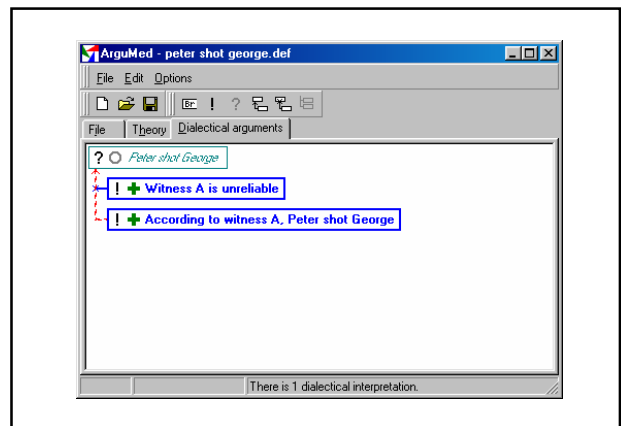 ArguMed - peter shot george.def
File Edit Options
Br ! ?
File Theory Dialectical arguments
? Peter shot George
! Witness A is unreliable
! According to witness A, Peter shot George
There is 1 dialectical interpretation.